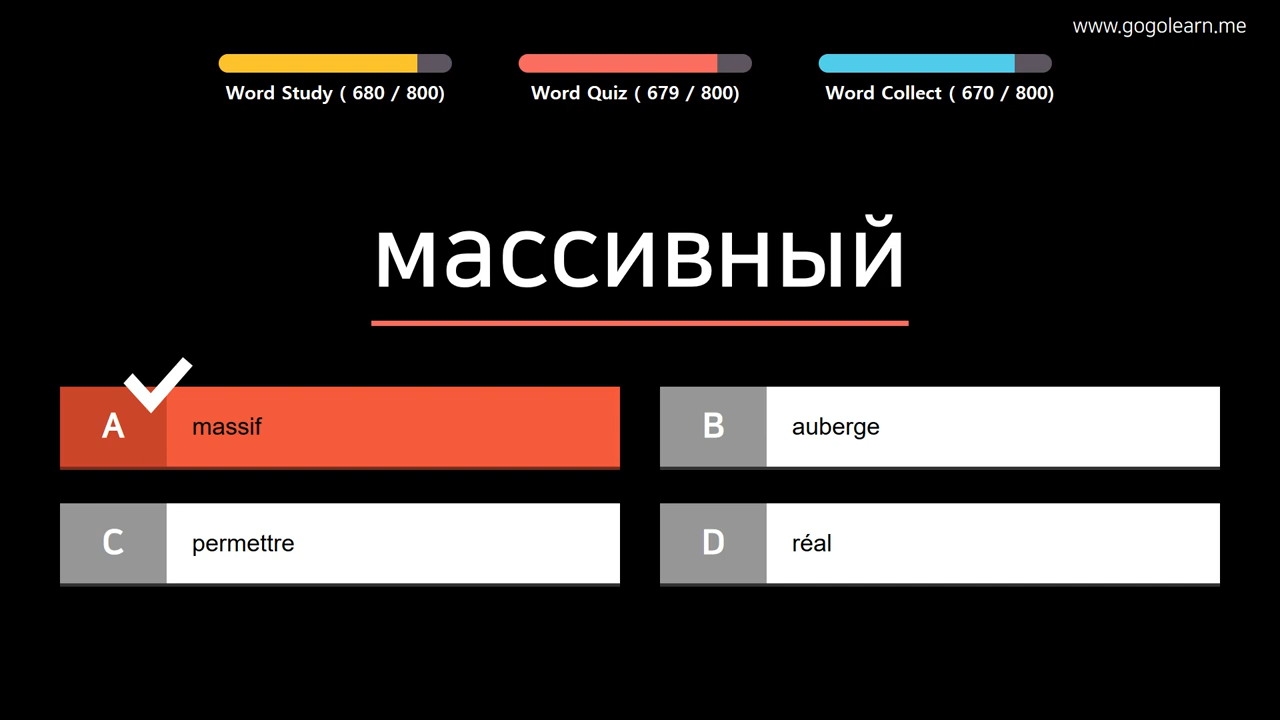 www.gogolearn.me
Word Study ( 680 / 800)
Word Quiz ( 679 / 800)
Word Collect ( 670 / 800)
массивный
A massif
B auberge
C permettre
D réal